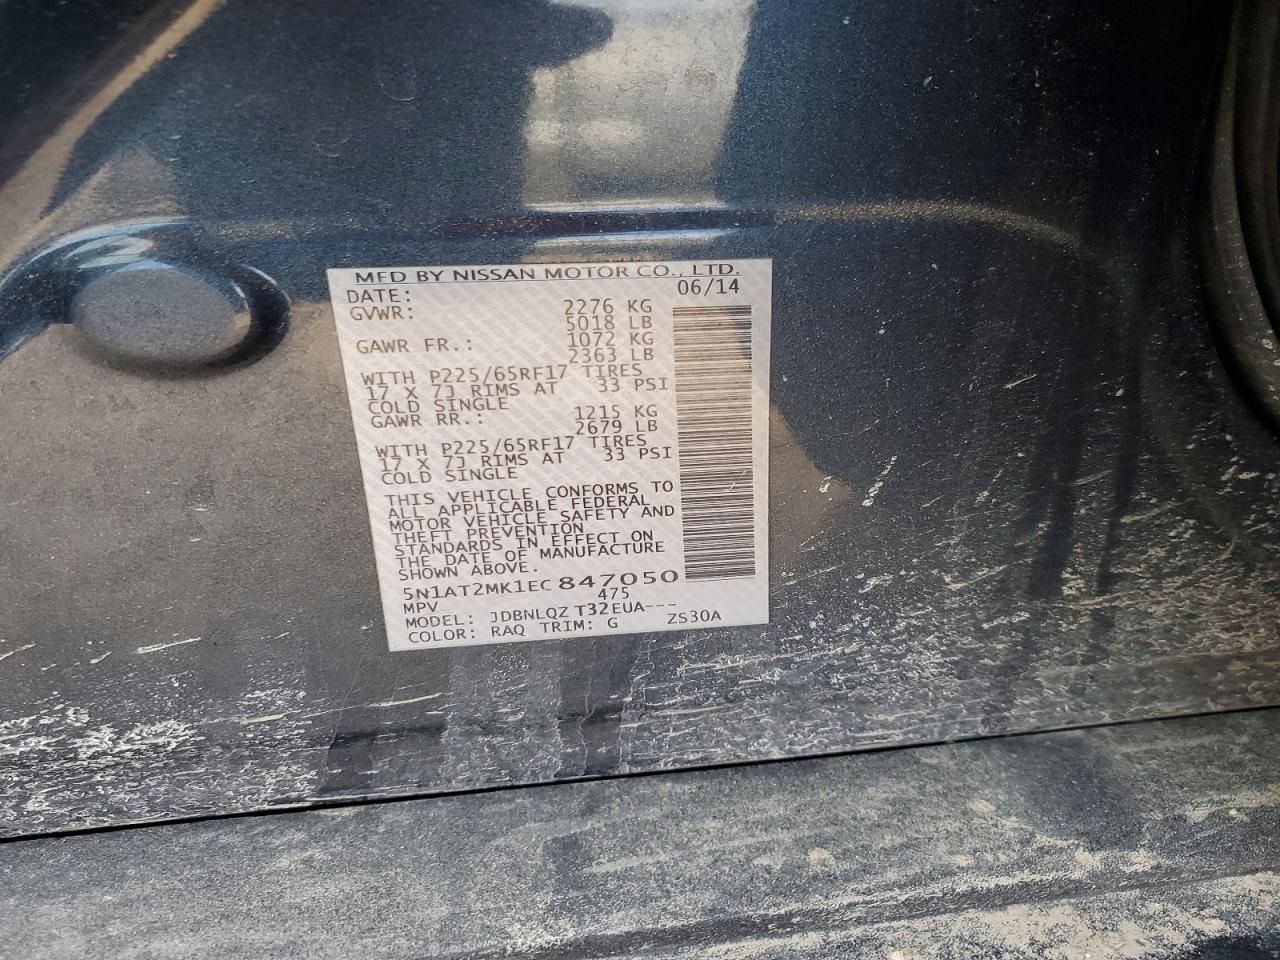 MFD BY NISSAN MOTOR CO., LTD.
DATE: 06/14
GVWR: 2276 KG
5018 LB
GAWR FR.: 1072 KG
2363 LB
WITH P225/65RF17 TIRES
17 X 7J RIMS AT 33 PSI
COLD SINGLE
GAWR RR.: 1215 KG
2679 LB
WITH P225/65RF17 TIRES
17 X 7J RIMS AT 33 PSI
COLD SINGLE
THIS VEHICLE CONFORMS TO
ALL APPLICABLE FEDERAL
MOTOR VEHICLE SAFETY AND
THEFT PREVENTION
STANDARDS IN EFFECT ON
THE DATE OF MANUFACTURE
SHOWN ABOVE.
5N1AT2MK1EC847050
MPV 475
MODEL: JDBNLQZ T32EUA---
COLOR: RAQ TRIM: G ZS30A